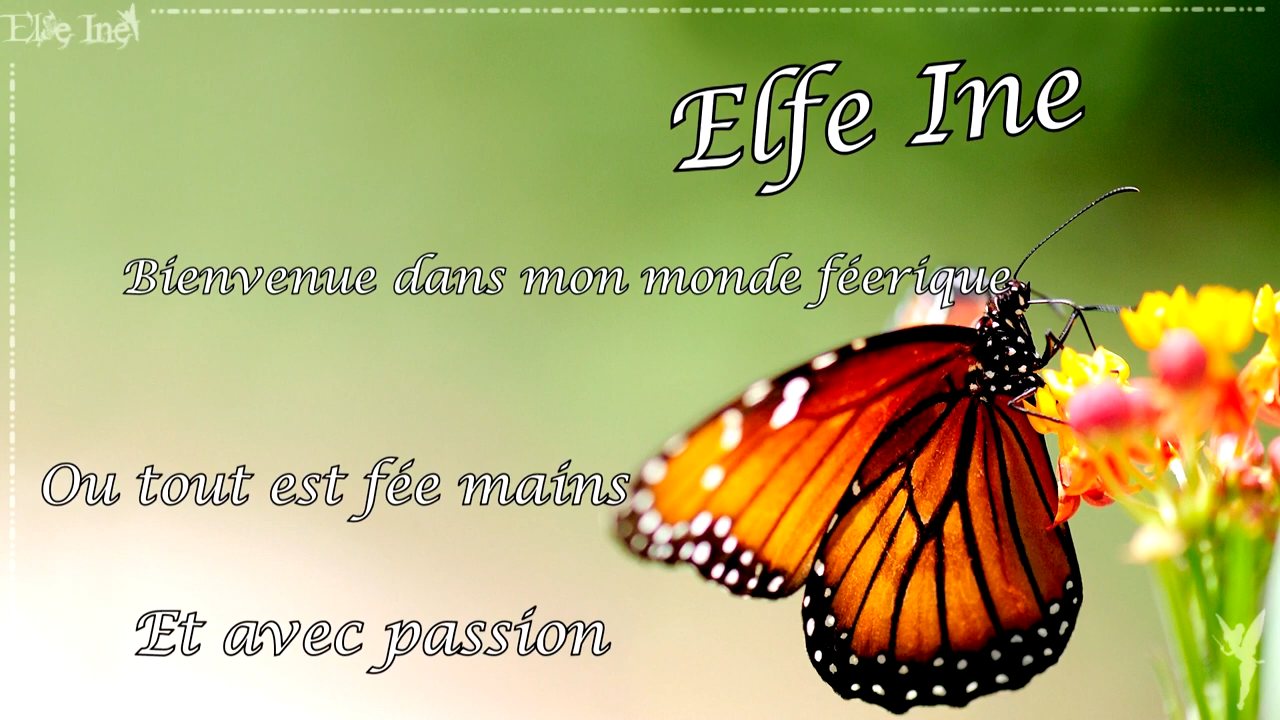 Elfe Ine
Elfe Ine
Bienvenue dans mon monde féerique
Ou tout est fée mains
Et avec passion